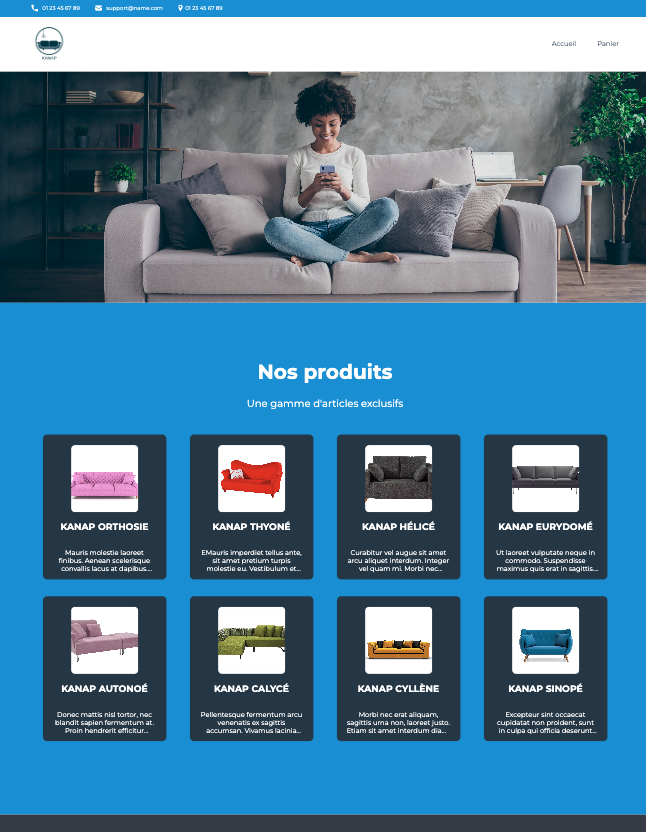 01 23 45 67 89 support@name.com 01 23 45 67 89
KANAP
Accueil Panier
Nos produits
Une gamme d'articles exclusifs
KANAP ORTHOSIE
Mauris molestie laoreet
finibus. Aenean scelerisque
convallis lacus at dapibus....
KANAP THYONÉ
EMauris imperdiet tellus ante,
sit amet pretium turpis
molestie eu. Vestibulum et...
KANAP HÉLICÉ
Curabitur vel augue sit amet
arcu aliquet interdum. Integer
vel quam mi. Morbi nec...
KANAP EURYDOMÉ
Ut laoreet vulputate neque in
commodo. Suspendisse
maximus quis erat in sagittis....
KANAP AUTONOÉ
Donec mattis nisl tortor, nec
blandit sapien fermentum at.
Proin hendrerit efficitur...
KANAP CALYCÉ
Pellentesque fermentum arcu
venenatis ex sagittis
accumsan. Vivamus lacinia...
KANAP CYLLÈNE
Morbi nec erat aliquam,
sagittis urna non, laoreet justo.
Etiam sit amet interdum dia...
KANAP SINOPÉ
Excepteur sint occaecat
cupidatat non proident, sunt
in culpa qui officia deserunt...